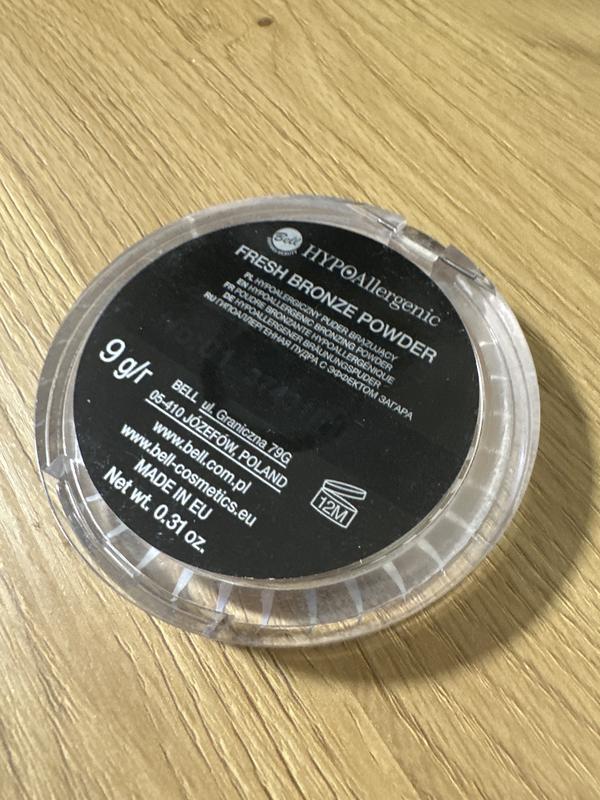 Bell
HYPOAllergenic
FRESH BRONZE POWDER
PL HYPOALERGICZNY PUDER BRĄZUJĄCY
EN HYPOALLERGENIC BRONZING POWDER
FR POUDRE BRONZANTE HYPOALLERGÉNIQUE
DE HYPOALLERGENER BRÄUNUNGSPUDER
RU ГИПОАЛЛЕРГЕННАЯ ПУДРА С ЭФФЕКТОМ ЗАГАРА
9 g/г
BELL ul. Graniczna 79G
05-410 JÓZEFÓW, POLAND
www.bell.com.pl
www.bell-cosmetics.eu
MADE IN EU
Net wt. 0.31 oz.
12M